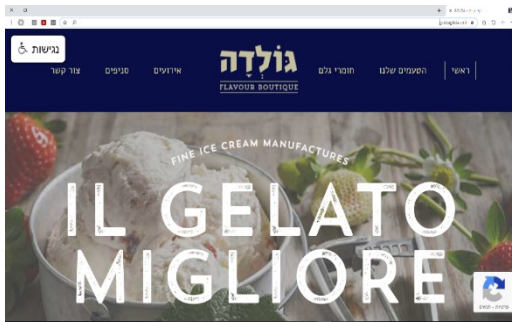 נגישות
ראשי
הטעמים שלנו
חומרי גלם
גּוֹלְדָה
FLAVOUR BOUTIQUE
אירועים
סניפים
צור קשר
FINE ICE CREAM MANUFACTURES
IL GELATO
MIGLIORE